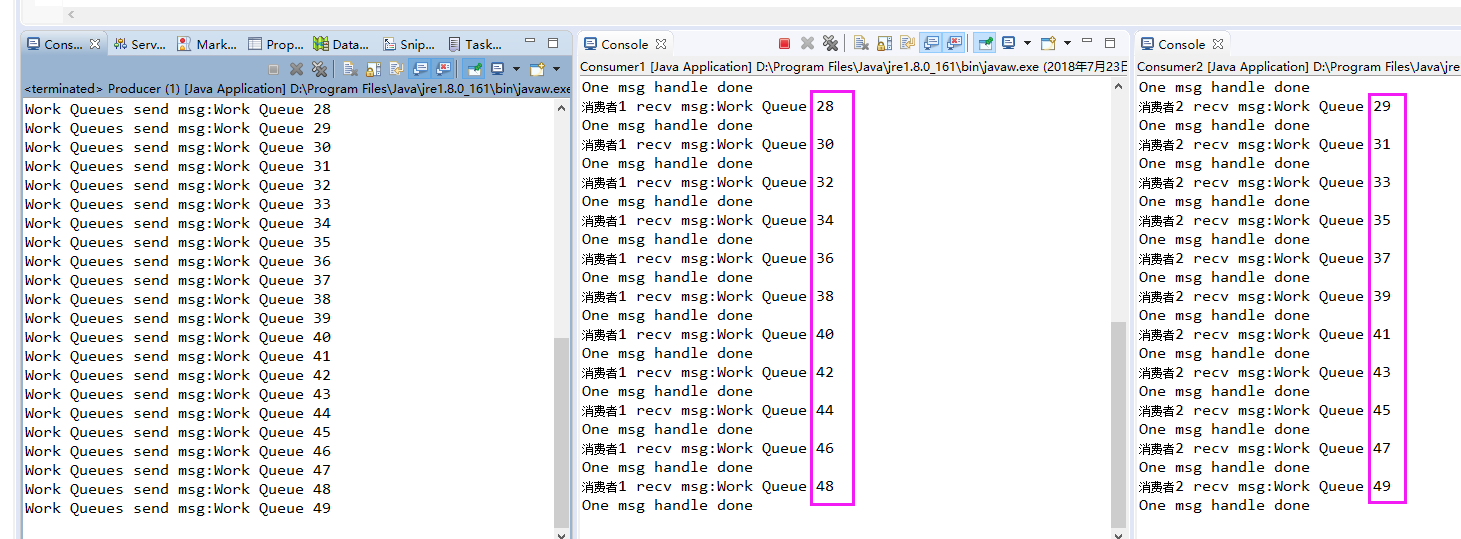 Cons...
Serv...
Mark...
Prop...
Data...
Snip...
Task...
<terminated> Producer (1) [Java Application] D:\Program Files\Java\jre1.8.0_161\bin\javaw.exe
Work Queues send msg:Work Queue 28
Work Queues send msg:Work Queue 29
Work Queues send msg:Work Queue 30
Work Queues send msg:Work Queue 31
Work Queues send msg:Work Queue 32
Work Queues send msg:Work Queue 33
Work Queues send msg:Work Queue 34
Work Queues send msg:Work Queue 35
Work Queues send msg:Work Queue 36
Work Queues send msg:Work Queue 37
Work Queues send msg:Work Queue 38
Work Queues send msg:Work Queue 39
Work Queues send msg:Work Queue 40
Work Queues send msg:Work Queue 41
Work Queues send msg:Work Queue 42
Work Queues send msg:Work Queue 43
Work Queues send msg:Work Queue 44
Work Queues send msg:Work Queue 45
Work Queues send msg:Work Queue 46
Work Queues send msg:Work Queue 47
Work Queues send msg:Work Queue 48
Work Queues send msg:Work Queue 49
Console
Consumer1 [Java Application] D:\Program Files\Java\jre1.8.0_161\bin\javaw.exe (2018年7月23日
One msg handle done
消费者1 recv msg:Work Queue 28
One msg handle done
消费者1 recv msg:Work Queue 30
One msg handle done
消费者1 recv msg:Work Queue 32
One msg handle done
消费者1 recv msg:Work Queue 34
One msg handle done
消费者1 recv msg:Work Queue 36
One msg handle done
消费者1 recv msg:Work Queue 38
One msg handle done
消费者1 recv msg:Work Queue 40
One msg handle done
消费者1 recv msg:Work Queue 42
One msg handle done
消费者1 recv msg:Work Queue 44
One msg handle done
消费者1 recv msg:Work Queue 46
One msg handle done
消费者1 recv msg:Work Queue 48
One msg handle done
Console
Consumer2 [Java Application] D:\Program Files\Java\jre
One msg handle done
消费者2 recv msg:Work Queue 29
One msg handle done
消费者2 recv msg:Work Queue 31
One msg handle done
消费者2 recv msg:Work Queue 33
One msg handle done
消费者2 recv msg:Work Queue 35
One msg handle done
消费者2 recv msg:Work Queue 37
One msg handle done
消费者2 recv msg:Work Queue 39
One msg handle done
消费者2 recv msg:Work Queue 41
One msg handle done
消费者2 recv msg:Work Queue 43
One msg handle done
消费者2 recv msg:Work Queue 45
One msg handle done
消费者2 recv msg:Work Queue 47
One msg handle done
消费者2 recv msg:Work Queue 49
One msg handle done